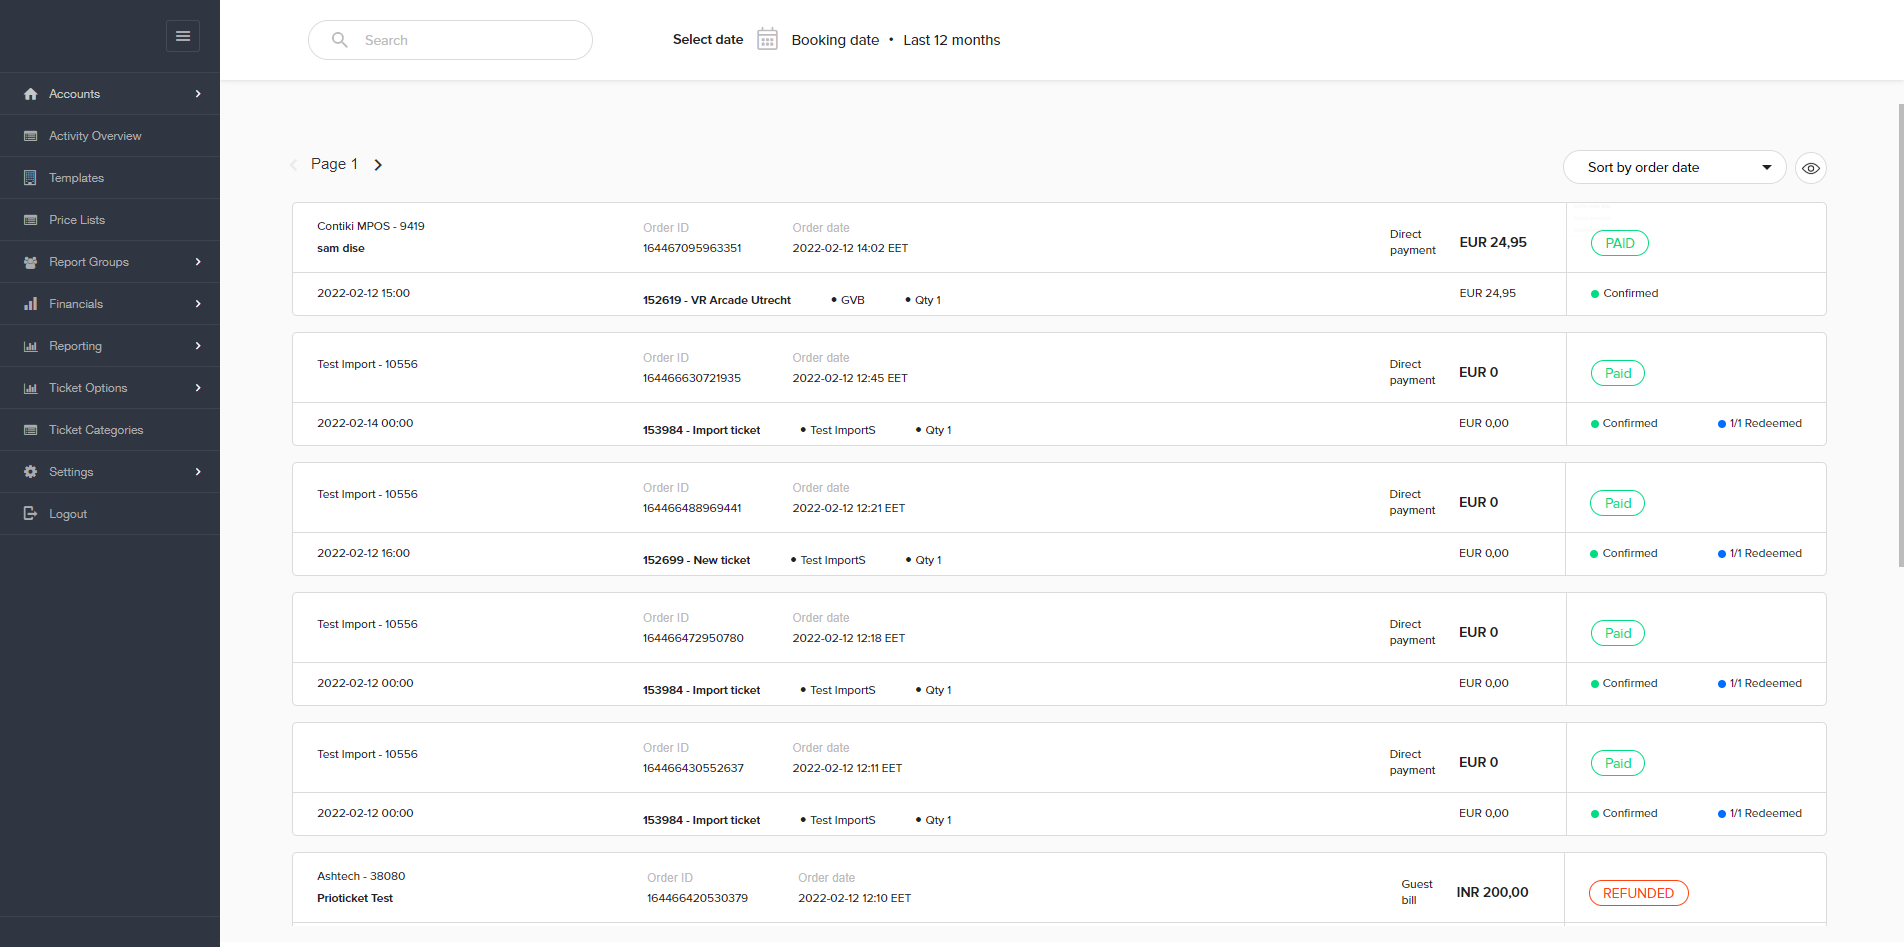 Search
Select date Booking date • Last 12 months
Accounts
Activity Overview
Templates
Price Lists
Report Groups
Financials
Reporting
Ticket Options
Ticket Categories
Settings
Logout
Page 1
Sort by order date
Contiki MPOS - 9419
sam dise
Order ID
164467095963351
Order date
2022-02-12 14:02 EET
Direct
payment
EUR 24,95
PAID
2022-02-12 15:00
152619 - VR Arcade Utrecht • GVB • Qty 1
EUR 24,95
Confirmed
Test Import - 10556
Order ID
164466630721935
Order date
2022-02-12 12:45 EET
Direct
payment
EUR 0
Paid
2022-02-14 00:00
153984 - Import ticket • Test ImportS • Qty 1
EUR 0,00
Confirmed
1/1 Redeemed
Test Import - 10556
Order ID
164466488969441
Order date
2022-02-12 12:21 EET
Direct
payment
EUR 0
Paid
2022-02-12 16:00
152699 - New ticket • Test ImportS • Qty 1
EUR 0,00
Confirmed
1/1 Redeemed
Test Import - 10556
Order ID
164466472950780
Order date
2022-02-12 12:18 EET
Direct
payment
EUR 0
Paid
2022-02-12 00:00
153984 - Import ticket • Test ImportS • Qty 1
EUR 0,00
Confirmed
1/1 Redeemed
Test Import - 10556
Order ID
164466430552637
Order date
2022-02-12 12:11 EET
Direct
payment
EUR 0
Paid
2022-02-12 00:00
153984 - Import ticket • Test ImportS • Qty 1
EUR 0,00
Confirmed
1/1 Redeemed
Ashtech - 38080
Prioticket Test
Order ID
164466420530379
Order date
2022-02-12 12:10 EET
Guest
bill
INR 200,00
REFUNDED